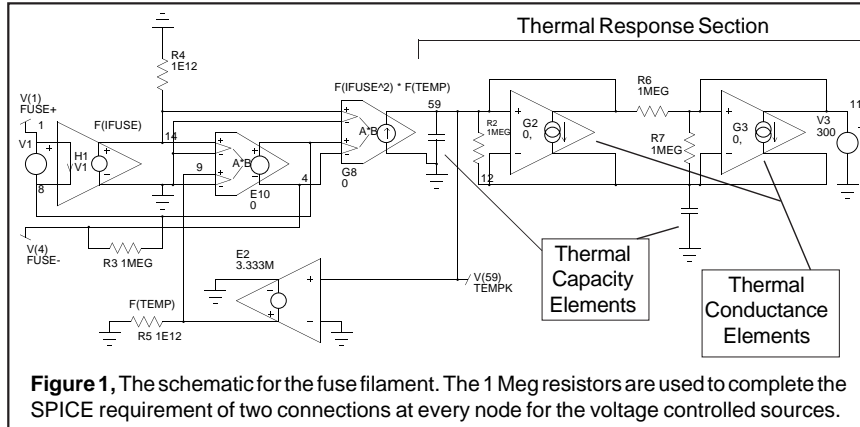 Thermal Response Section
R4
1E12
V(1)
FUSE+
1
F(IFUSE)
14
F(IFUSE^2) * F(TEMP)
59
R6
1MEG
11
V1
H1
V1
8
9
A*B
E10
0
4
A*B
G8
0
R2
1MEG
12
G2
0,
R7
1MEG
G3
0,
V3
300
V(4)
FUSE-
R3 1MEG
E2
3.333M
F(TEMP)
R5 1E12
V(59)
TEMPK
Thermal
Capacity
Elements
Thermal
Conductance
Elements
Figure 1, The schematic for the fuse filament. The 1 Meg resistors are used to complete the
SPICE requirement of two connections at every node for the voltage controlled sources.